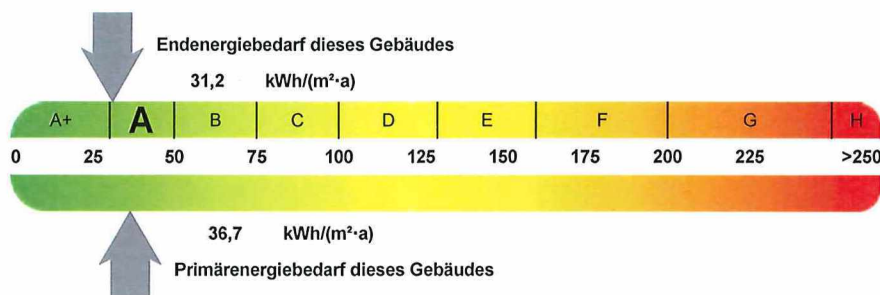 Endenergiebedarf dieses Gebäudes
31,2 kWh/(m²·a)
A+ A B C D E F G H
0 25 50 75 100 125 150 175 200 225 >250
36,7 kWh/(m²·a)
Primärenergiebedarf dieses Gebäudes